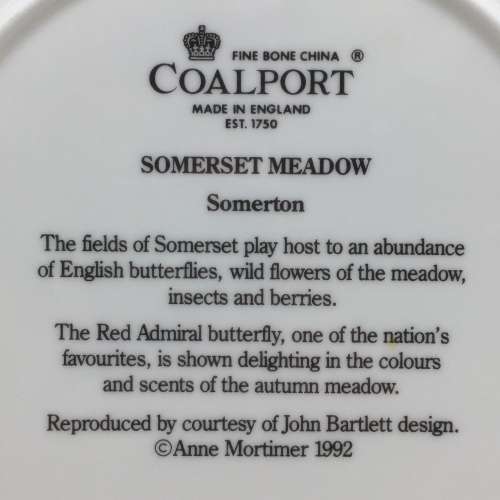 FINE BONE CHINA ®
COALPORT
MADE IN ENGLAND
EST. 1750
SOMERSET MEADOW
Somerton
The fields of Somerset play host to an abundance
of English butterflies, wild flowers of the meadow,
insects and berries.
The Red Admiral butterfly, one of the nation's
favourites, is shown delighting in the colours
and scents of the autumn meadow.
Reproduced by courtesy of John Bartlett design.
©Anne Mortimer 1992